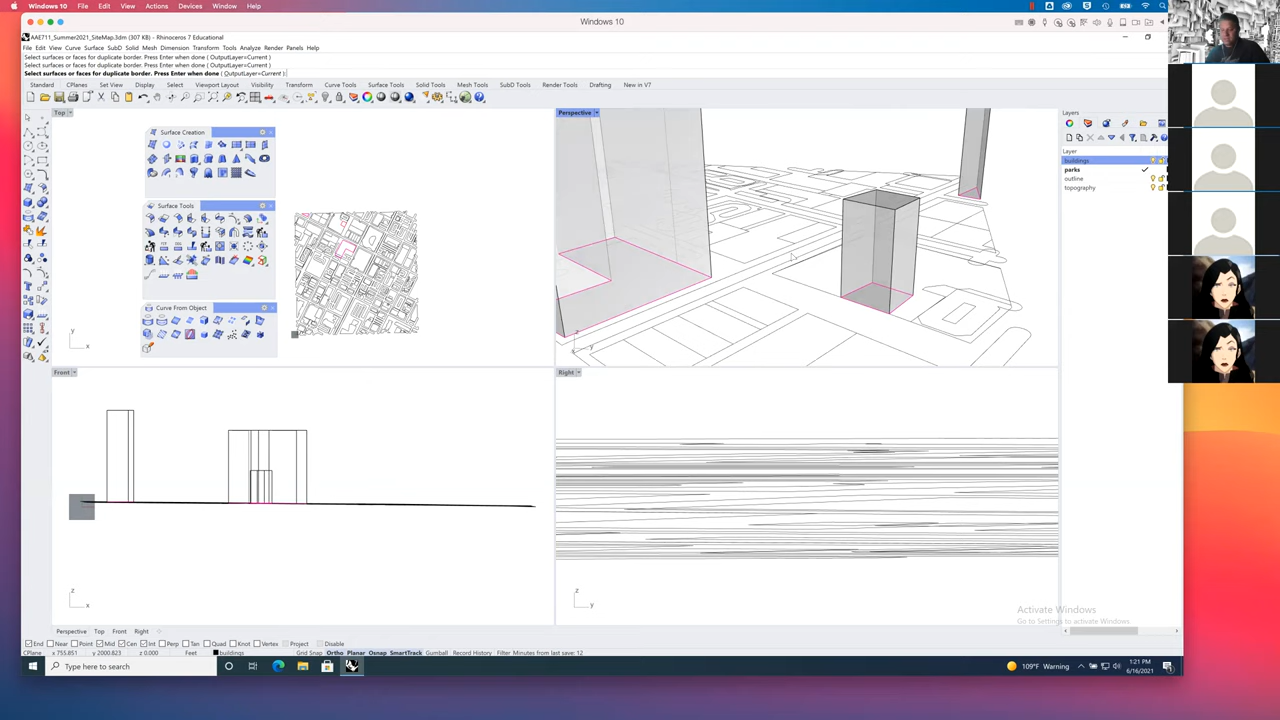 Windows 10 File Edit View Actions Devices Window Help
Windows 10
AAE711_Summer2021_SiteMap.3dm (307 KB) - Rhinoceros 7 Educational
File Edit View Curve Surface SubD Solid Mesh Dimension Transform Tools Analyze Render Panels Help
Select surfaces or faces for duplicate border. Press Enter when done ( OutputLayer=Current ):
Select surfaces or faces for duplicate border. Press Enter when done ( OutputLayer=Current ):
Select surfaces or faces for duplicate border. Press Enter when done ( OutputLayer=Current ):
Standard CPlanes Set View Display Select Viewport Layout Visibility Transform Curve Tools Surface Tools Solid Tools SubD Tools Mesh Tools Render Tools Drafting New in V7
Top
Perspective
Layers
Surface Creation
Layer
buildings
parks
outline
topography
Surface Tools
Curve From Object
y
x
y
Front
Right
z
x
z
y
Activate Windows
Go to Settings to activate Windows.
Perspective Top Front Right
End Near Point Mid Cen Int Perp Tan Quad Knot Vertex Project Disable
CPlane x 755.851 y 2000.823 z 0.000 Feet buildings Grid Snap Ortho Planar Osnap SmartTrack Gumball Record History Filter Minutes from last save: 12
Type here to search
109°F Warning
1:21 PM
6/16/2021